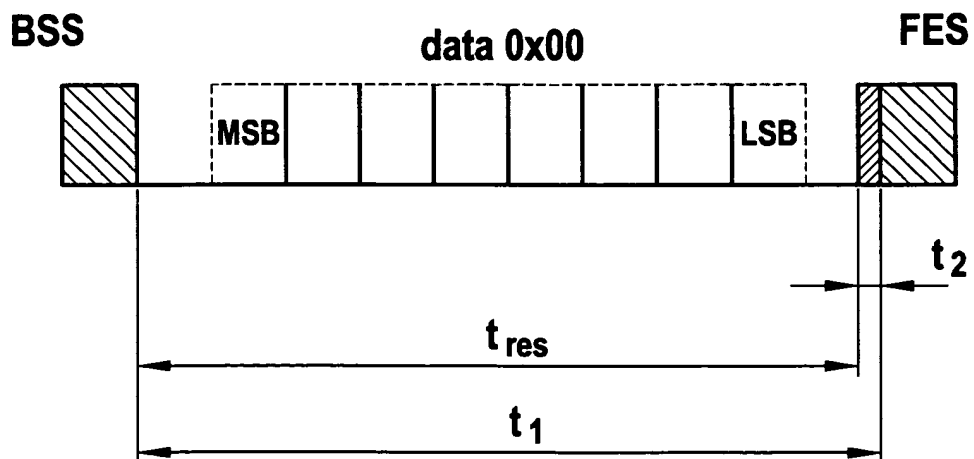 BSS
data 0x00
FES
MSB
LSB
t2
tres
t1